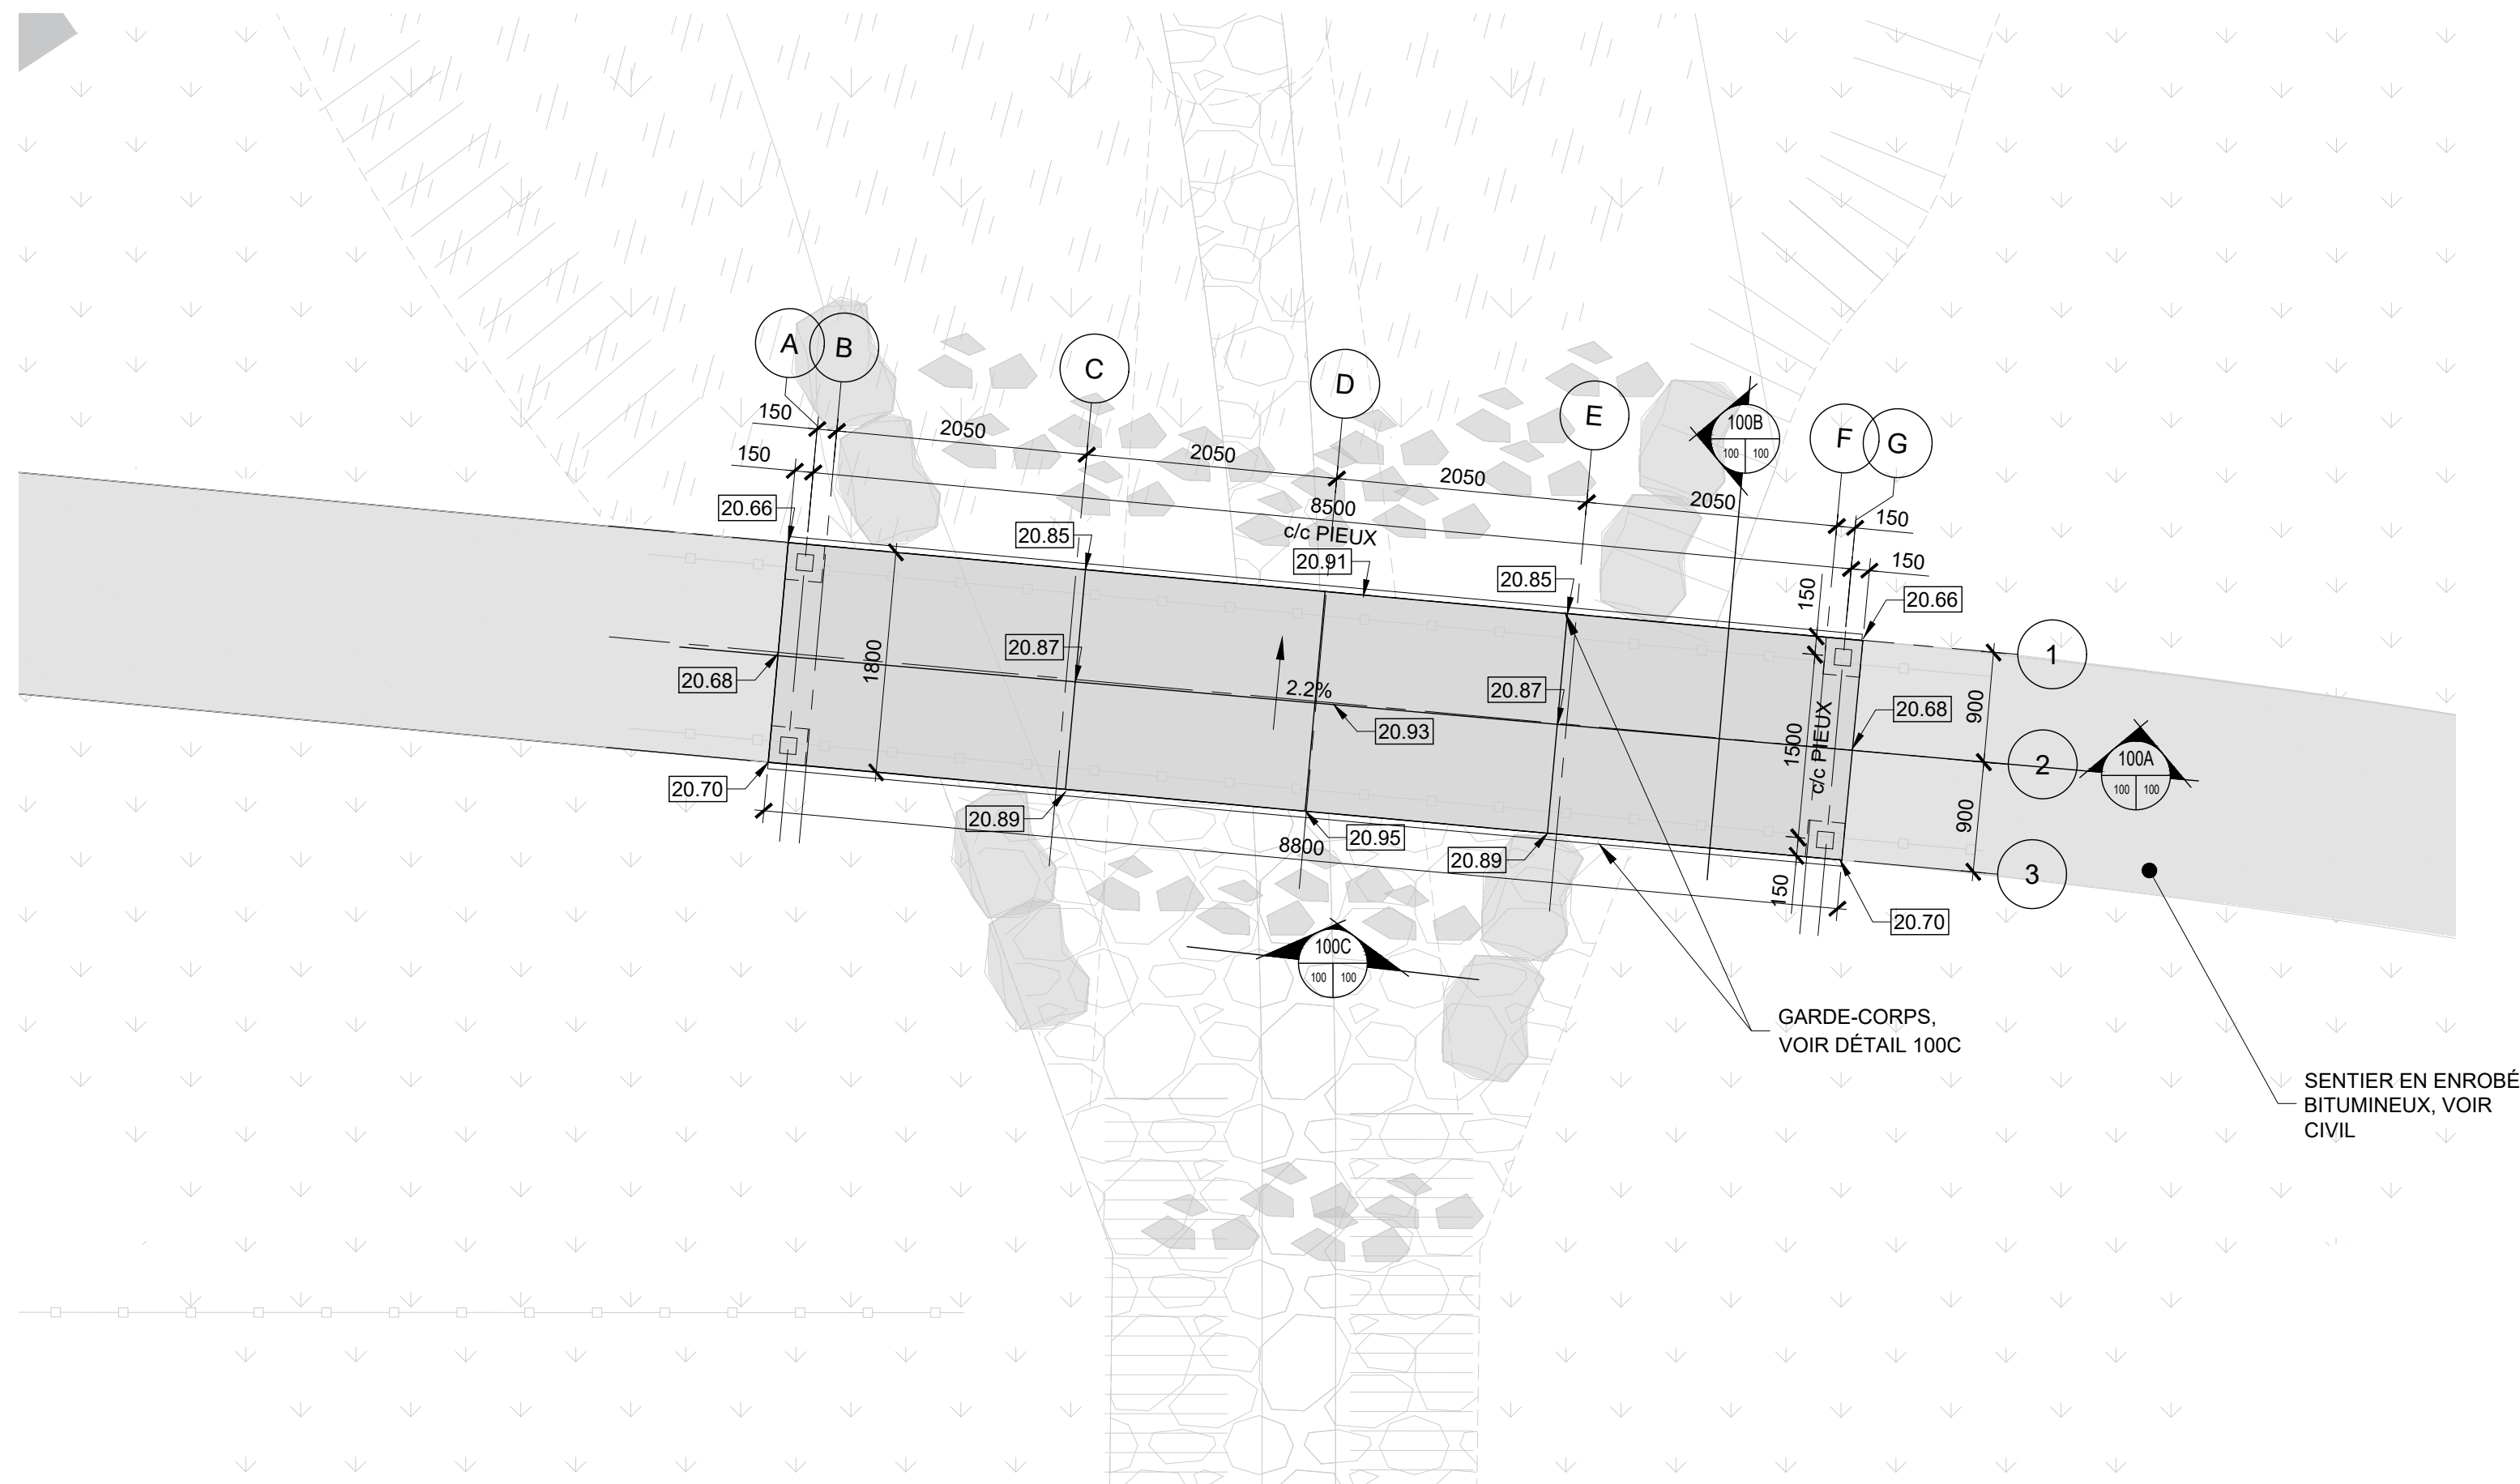 A
B
C
D
E
F
G
150
2050
2050
2050
2050
150
150
8500
c/c PIEUX
150
100B
100 100
20.66
20.85
20.91
20.85
20.66
150
1800
20.87
2.2%
20.87
20.68
20.68
20.93
1500
c/c PIEUX
900
900
1
2
3
100A
100 100
20.70
20.89
20.95
8800
20.89
150
20.70
100C
100 100
GARDE-CORPS,
VOIR DÉTAIL 100C
SENTIER EN ENROBÉ
BITUMINEUX, VOIR
CIVIL